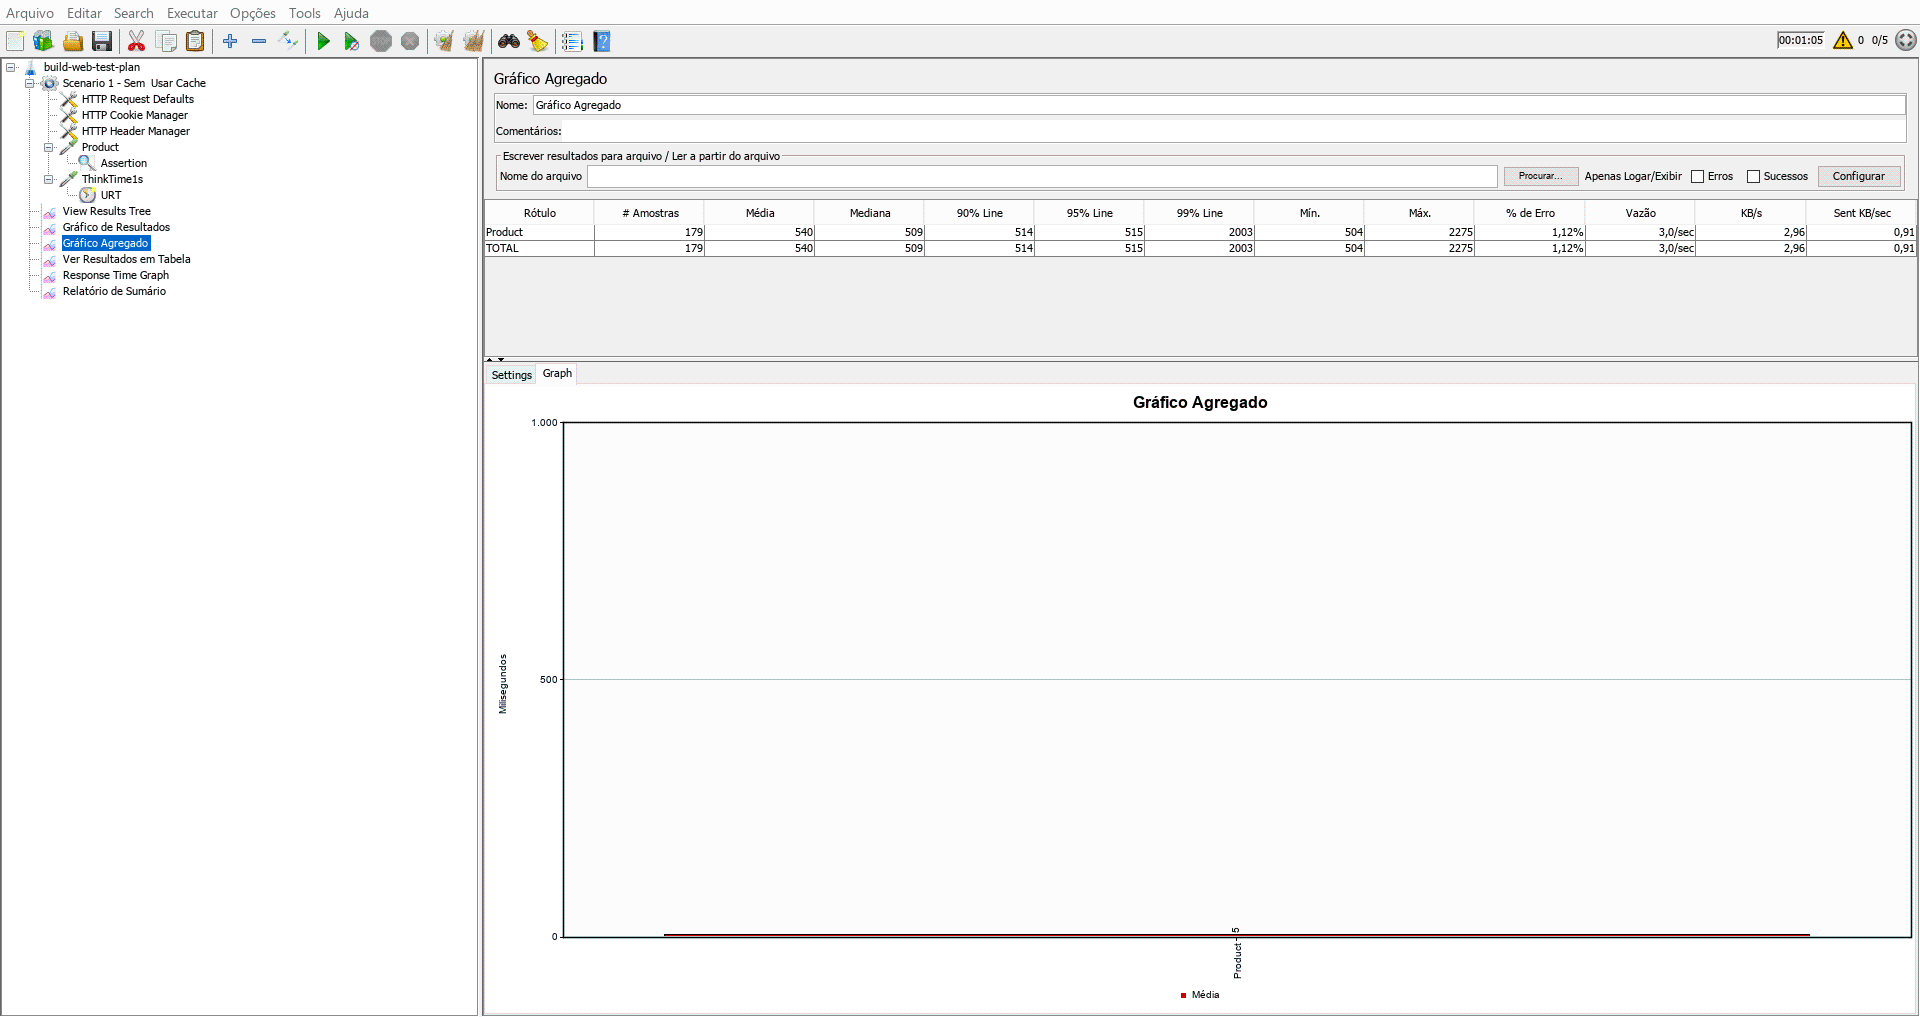 Arquivo Editar Search Executar Opções Tools Ajuda
00:01:05 0 0/5
build-web-test-plan
Scenario 1 - Sem Usar Cache
HTTP Request Defaults
HTTP Cookie Manager
HTTP Header Manager
Product
Assertion
ThinkTime1s
URT
View Results Tree
Gráfico de Resultados
Gráfico Agregado
Ver Resultados em Tabela
Response Time Graph
Relatório de Sumário
Gráfico Agregado
Nome: Gráfico Agregado
Comentários:
Escrever resultados para arquivo / Ler a partir do arquivo
Nome do arquivo Procurar... Apenas Logar/Exibir Erros Sucessos Configurar
Rótulo # Amostras Média Mediana 90% Line 95% Line 99% Line Mín. Máx. % de Erro Vazão KB/s Sent KB/sec
Product 179 540 509 514 515 2003 504 2275 1,12% 3,0/sec 2,96 0,91
TOTAL 179 540 509 514 515 2003 504 2275 1,12% 3,0/sec 2,96 0,91
Settings Graph
Gráfico Agregado
1.000
500
0
Milisegundos
5
Product
Média